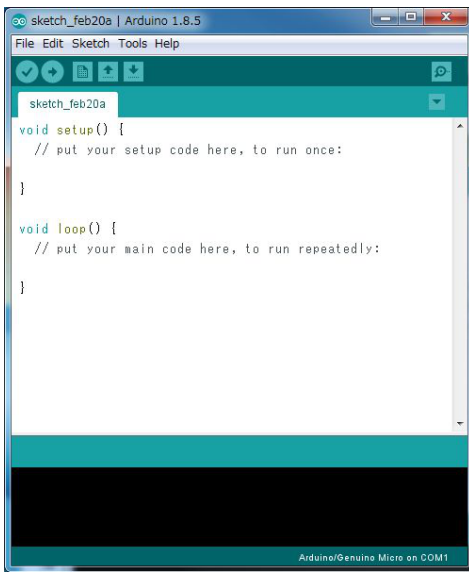 sketch_feb20a | Arduino 1.8.5
File Edit Sketch Tools Help
sketch_feb20a
void setup() {
// put your setup code here, to run once:
}
void loop() {
// put your main code here, to run repeatedly:
}
Arduino/Genuino Micro on COM1